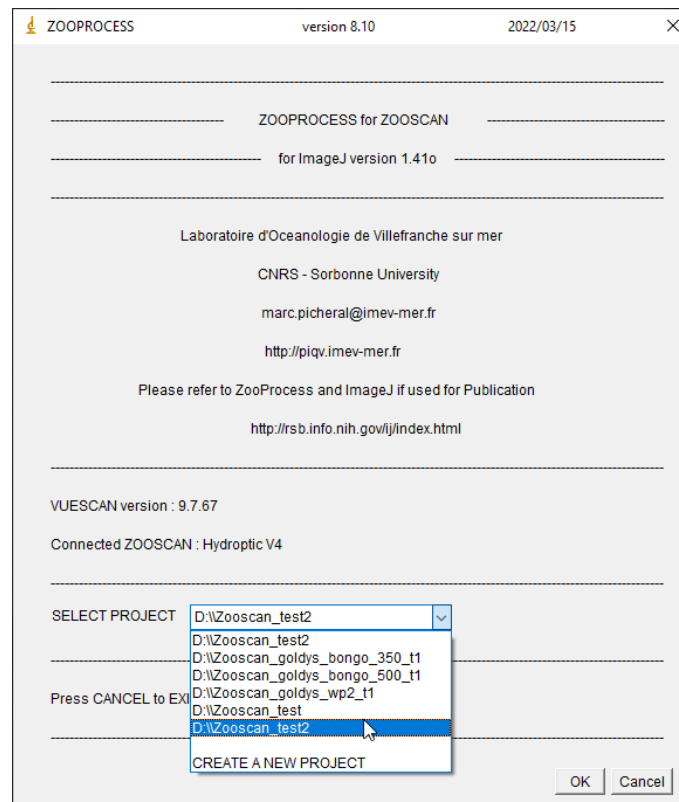 ZOOPROCESS version 8.10 2022/03/15
ZOOPROCESS for ZOOSCAN
for ImageJ version 1.41o
Laboratoire d'Oceanologie de Villefranche sur mer
CNRS - Sorbonne University
marc.picheral@imev-mer.fr
http://piqv.imev-mer.fr
Please refer to ZooProcess and ImageJ if used for Publication
http://rsb.info.nih.gov/ij/index.html
VUESCAN version : 9.7.67
Connected ZOOSCAN : Hydroptic V4
SELECT PROJECT D:\\Zooscan_test2
D:\\Zooscan_test2
D:\\Zooscan_goldys_bongo_350_t1
D:\\Zooscan_goldys_bongo_500_t1
D:\\Zooscan_goldys_wp2_t1
Press CANCEL to EXI
D:\\Zooscan_test
D:\\Zooscan_test2
CREATE A NEW PROJECT
OK Cancel